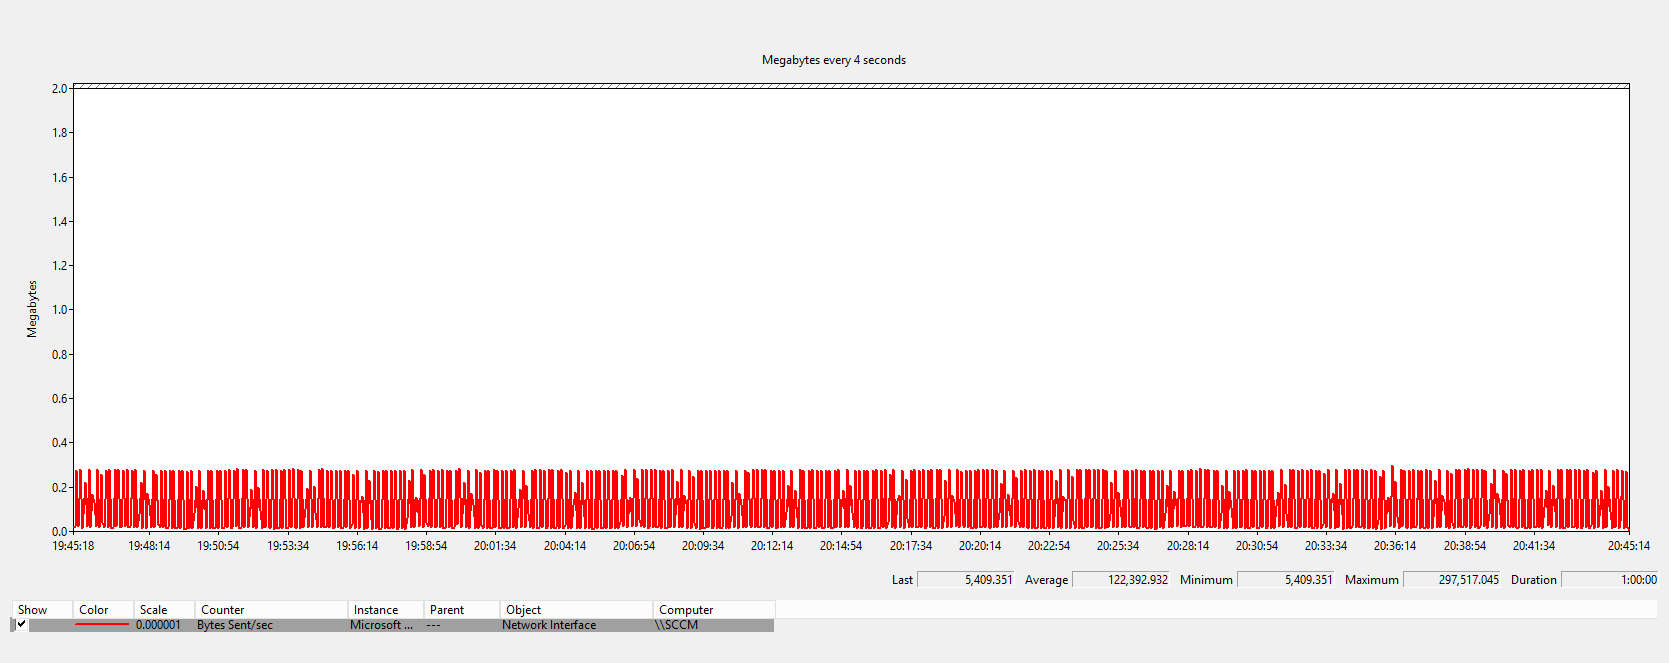 Megabytes every 4 seconds
2.0
1.8
1.6
1.4
1.2
1.0
0.8
0.6
0.4
0.2
0.0
Megabytes
19:45:18 19:48:14 19:50:54 19:53:34 19:56:14 19:58:54 20:01:34 20:04:14 20:06:54 20:09:34 20:12:14 20:14:54 20:17:34 20:20:14 20:22:54 20:25:34 20:28:14 20:30:54 20:33:34 20:36:14 20:38:54 20:41:34 20:45:14
Last 5,409.351 Average 122,392.932 Minimum 5,409.351 Maximum 297,517.045 Duration 1:00:00
Show Color Scale Counter Instance Parent Object Computer
0.000001 Bytes Sent/sec Microsoft ... --- Network Interface \\SCCM